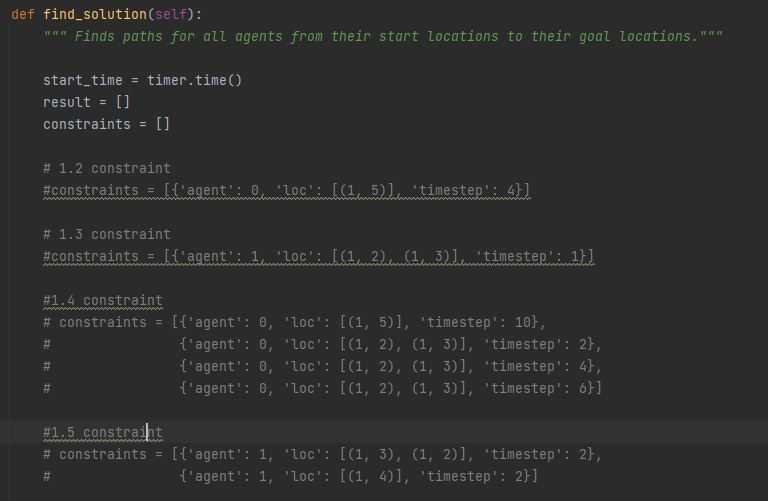 def find_solution(self):
    """ Finds paths for all agents from their start locations to their goal locations."""

    start_time = timer.time()
    result = []
    constraints = []

    # 1.2 constraint
    #constraints = [{'agent': 0, 'loc': [(1, 5)], 'timestep': 4}]

    # 1.3 constraint
    #constraints = [{'agent': 1, 'loc': [(1, 2), (1, 3)], 'timestep': 1}]

    #1.4 constraint
    # constraints = [{'agent': 0, 'loc': [(1, 5)], 'timestep': 10},
    #                {'agent': 0, 'loc': [(1, 2), (1, 3)], 'timestep': 2},
    #                {'agent': 0, 'loc': [(1, 2), (1, 3)], 'timestep': 4},
    #                {'agent': 0, 'loc': [(1, 2), (1, 3)], 'timestep': 6}]

    #1.5 constraint
    # constraints = [{'agent': 1, 'loc': [(1, 3), (1, 2)], 'timestep': 2},
    #                {'agent': 1, 'loc': [(1, 4)], 'timestep': 2}]